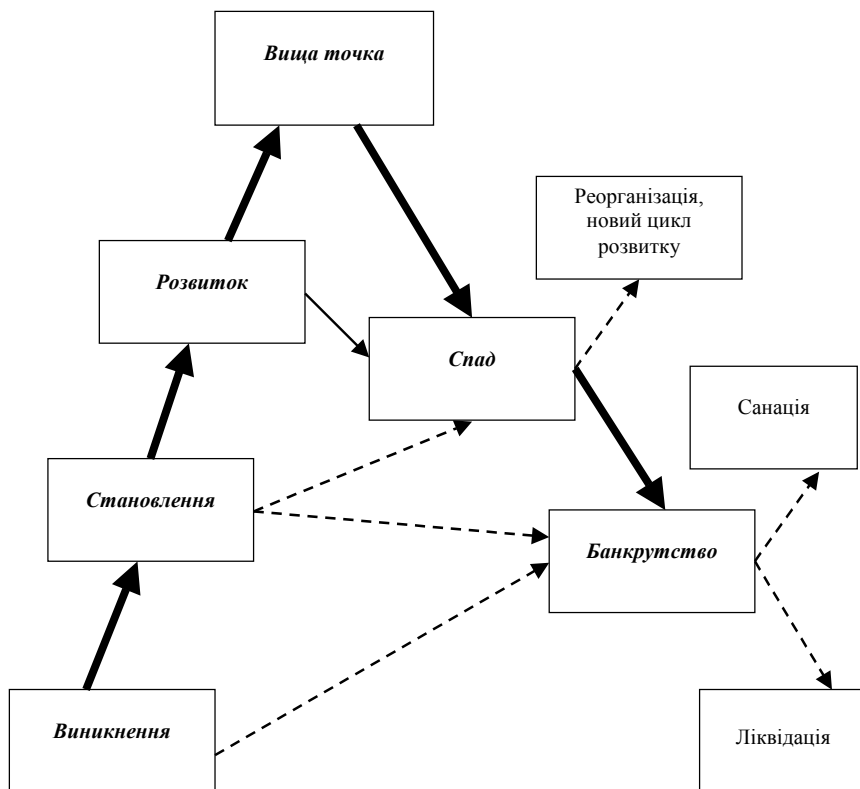 Вища точка
Реорганізація,
новий цикл
розвитку
Розвиток
Спад
Санація
Становлення
Банкрутство
Виникнення
Ліквідація